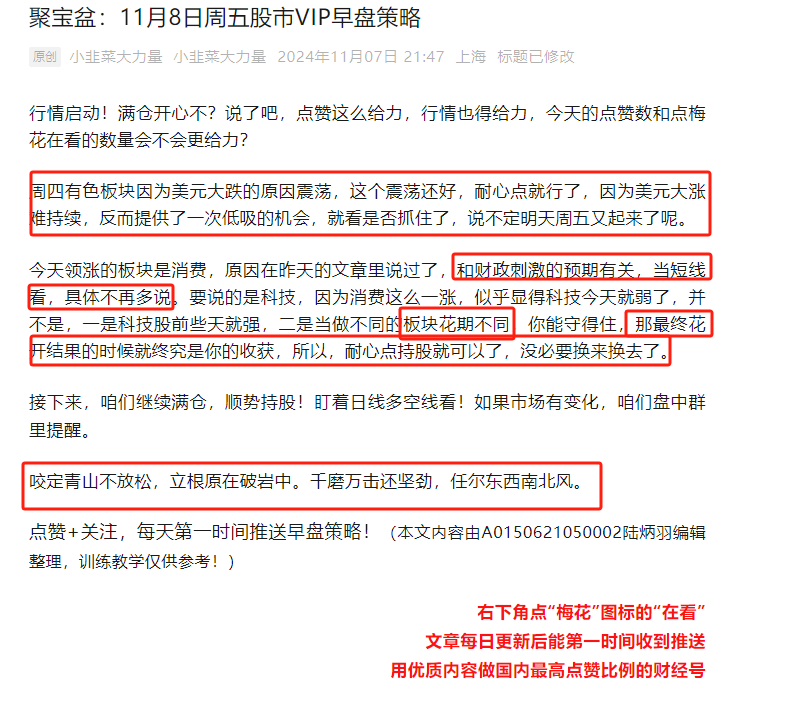 聚宝盆：11月8日周五股市VIP早盘策略
原创 小韭菜大力量 小韭菜大力量 2024年11月07日 21:47 上海 标题已修改
行情启动！满仓开心不？说了吧，点赞这么给力，行情也得给力，今天的点赞数和点梅
花在看的数量会不会更给力？
周四有色板块因为美元大跌的原因震荡，这个震荡还好，耐心点就行了，因为美元大涨
难持续，反而提供了一次低吸的机会，就看是否抓住了，说不定明天周五又起来了呢。
今天领涨的板块是消费，原因在昨天的文章里说过了，和财政刺激的预期有关，当短线
看，具体不再多说。要说的是科技，因为消费这么一涨，似乎显得科技今天就弱了，并
不是，一是科技股前些天就强，二是当做不同的板块花期不同 你能守得住，那最终花
开结果的时候就终究是你的收获，所以，耐心点持股就可以了，没必要换来换去了。
接下来，咱们继续满仓，顺势持股！盯着日线多空线看！如果市场有变化，咱们盘中群
里提醒。
咬定青山不放松，立根原在破岩中。千磨万击还坚劲，任尔东西南北风。
点赞+关注，每天第一时间推送早盘策略！（本文内容由A0150621050002陆炳羽编辑
整理，训练教学仅供参考！）
右下角点“梅花”图标的“在看”
文章每日更新后能第一时间收到推送
用优质内容做国内最高点赞比例的财经号